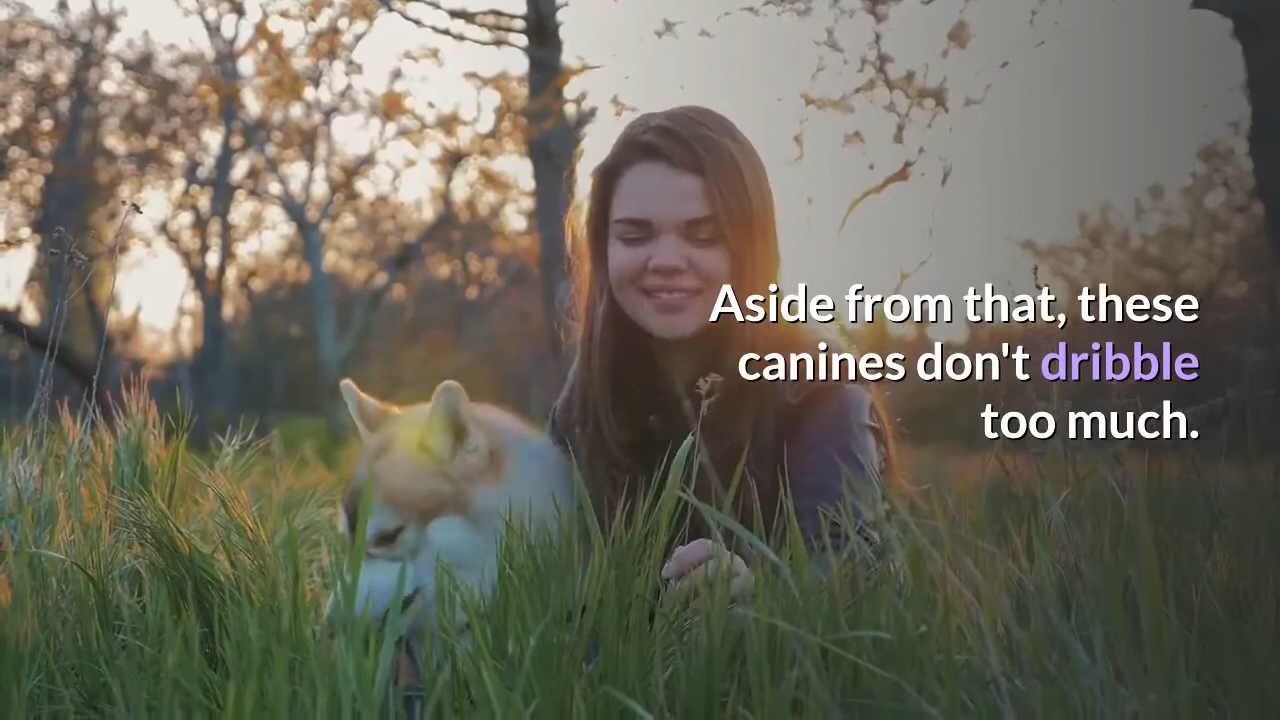 Aside from that, these
canines don't dribble
too much.